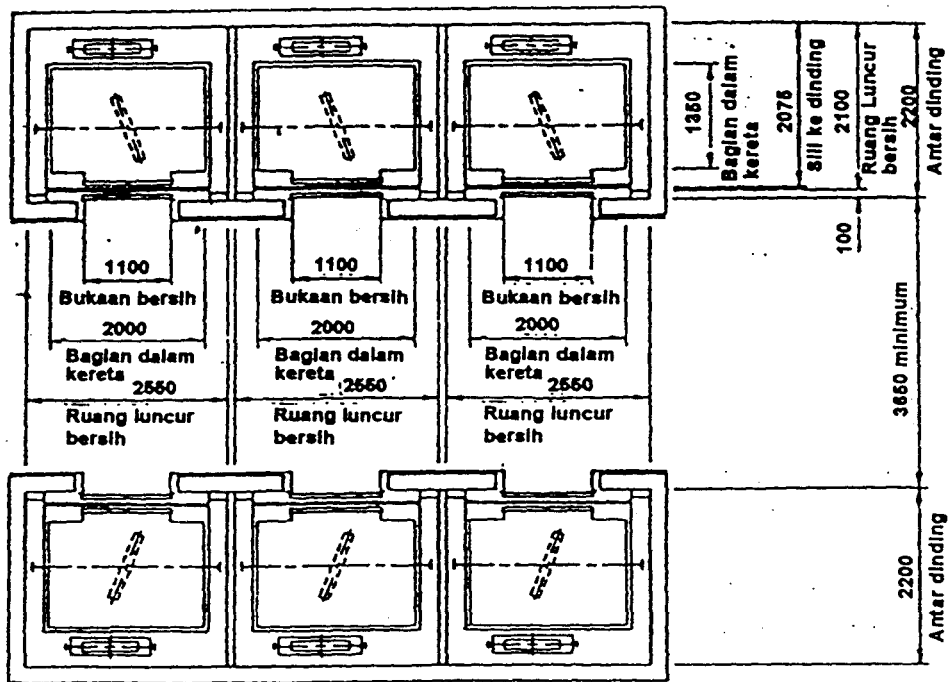 1350
Bagian dalam
kereta
2075
Sili ke dinding
2100
Ruang Luncur
bersih
2200
Antar dinding
100
1100
Bukaan bersih
2000
Bagian dalam
kereta
2550
Ruang luncur
bersih
1100
Bukaan bersih
2000
Bagian dalam
kereta
2550
Ruang luncur
bersih
1100
Bukaan bersih
2000
Bagian dalam
kereta
2550
Ruang luncur
bersih
3650 minimum
2200
Antar dinding